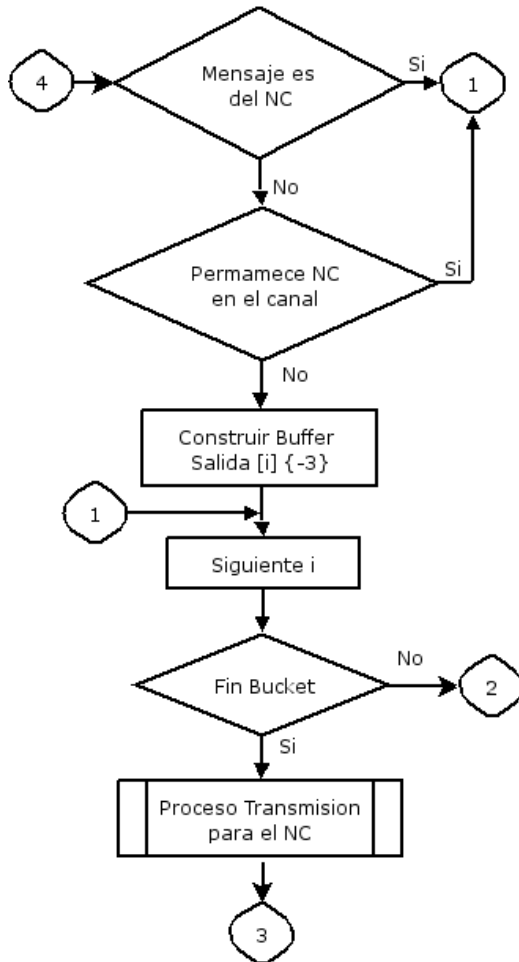 Mensaje es
del NC
Si
4
1
No
Permamece NC
en el canal
Si
No
Construir Buffer
Salida [i] {-3}
1
Siguiente i
Fin Bucket
No
2
Si
Proceso Transmision
para el NC
3